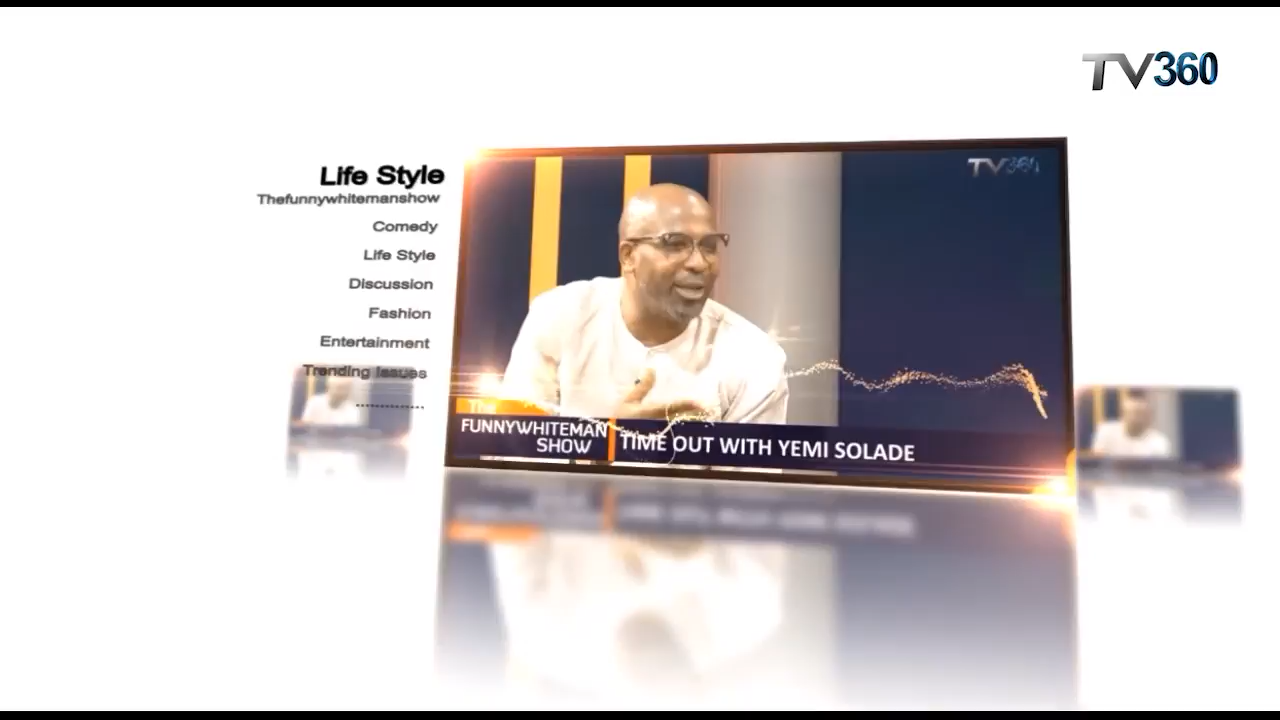 TV360
Life Style
Thefunnywhitemanshow
Comedy
Life Style
Discussion
Fashion
Entertainment
Trending Issues
TV360
The
FUNNYWHITEMAN
SHOW
TIME OUT WITH YEMI SOLADE